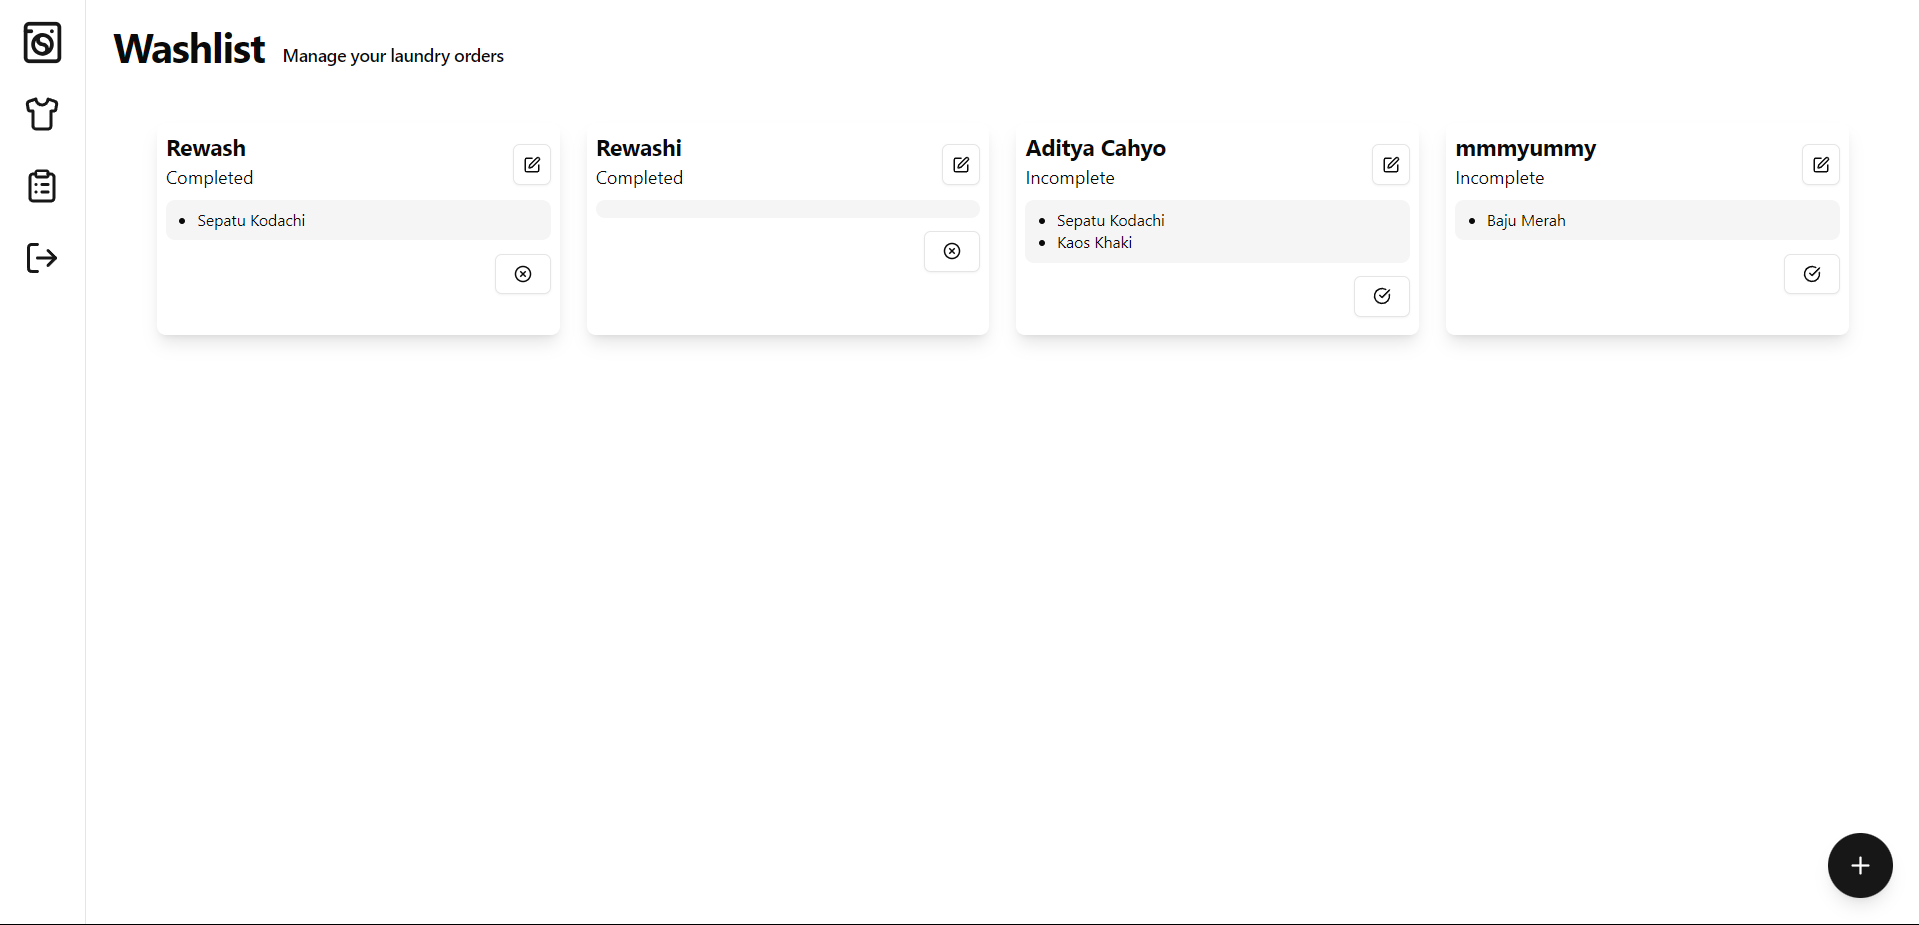 Washlist
Manage your laundry orders
Rewash
Completed
Sepatu Kodachi
Rewashi
Completed
Aditya Cahyo
Incomplete
Sepatu Kodachi
Kaos Khaki
mmmyummy
Incomplete
Baju Merah